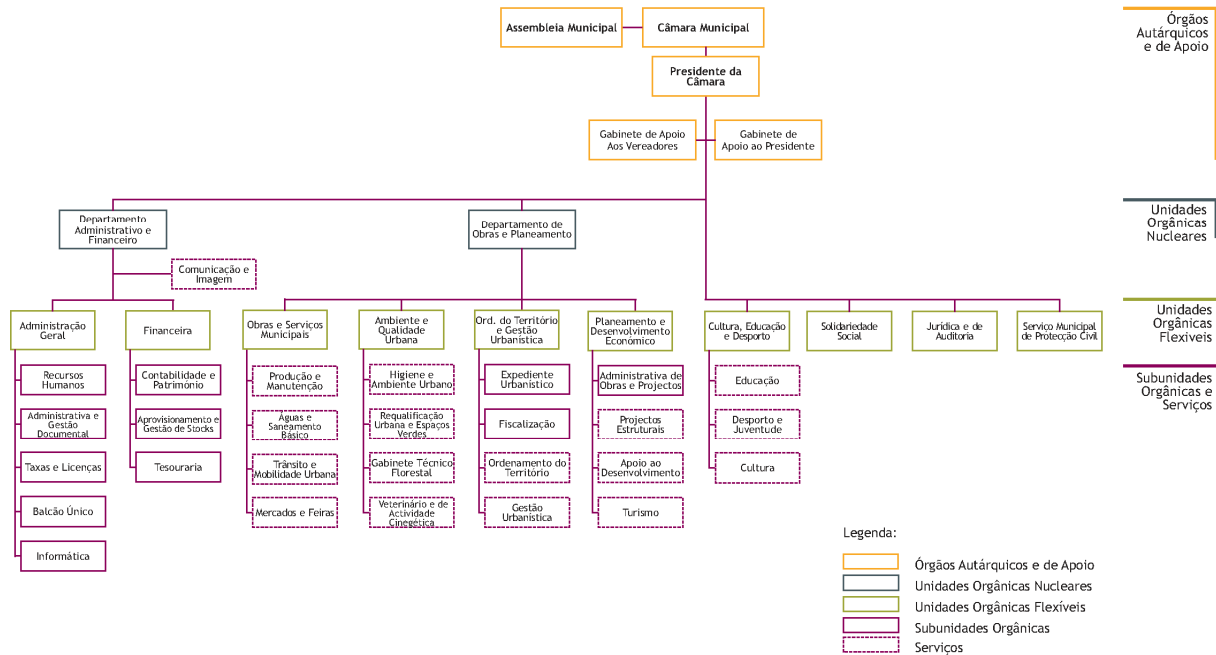 Assembleia Municipal
Câmara Municipal
Órgãos
Autárquicos
e de Apoio
Presidente da
Câmara
Gabinete de Apoio
Aos Vereadores
Gabinete de
Apoio ao Presidente
Departamento
Administrativo e
Financeiro
Departamento de
Obras e Planeamento
Unidades
Orgânicas
Nucleares
Comunicação e
Imagem
Administração
Geral
Financeira
Obras e Serviços
Municipais
Ambiente e
Qualidade
Urbana
Ord. do Território
e Gestão
Urbanística
Planeamento e
Desenvolvimento
Económico
Cultura, Educação
e Desporto
Solidariedade
Social
Jurídica e de
Auditoria
Serviço Municipal
de Protecção Civil
Unidades
Orgânicas
Flexíveis
Recursos
Humanos
Administrativa e
Gestão
Documental
Taxas e Licenças
Balcão Único
Informática
Contabilidade e
Património
Aprovisionamento e
Gestão de Stocks
Tesouraria
Produção e
Manutenção
Águas e
Saneamento
Básico
Trânsito e
Mobilidade Urbana
Mercados e Feiras
Higiene e
Ambiente Urbano
Requalificação
Urbana e Espaços
Verdes
Gabinete Técnico
Florestal
Veterinário e de
Actividade
Cinegética
Expediente
Urbanístico
Fiscalização
Ordenamento do
Território
Gestão
Urbanística
Administrativa de
Obras e Projectos
Projectos
Estruturais
Apoio ao
Desenvolvimento
Turismo
Educação
Desporto e
Juventude
Cultura
Subunidades
Orgânicas e
Serviços
Legenda:
Órgãos Autárquicos e de Apoio
Unidades Orgânicas Nucleares
Unidades Orgânicas Flexíveis
Subunidades Orgânicas
Serviços